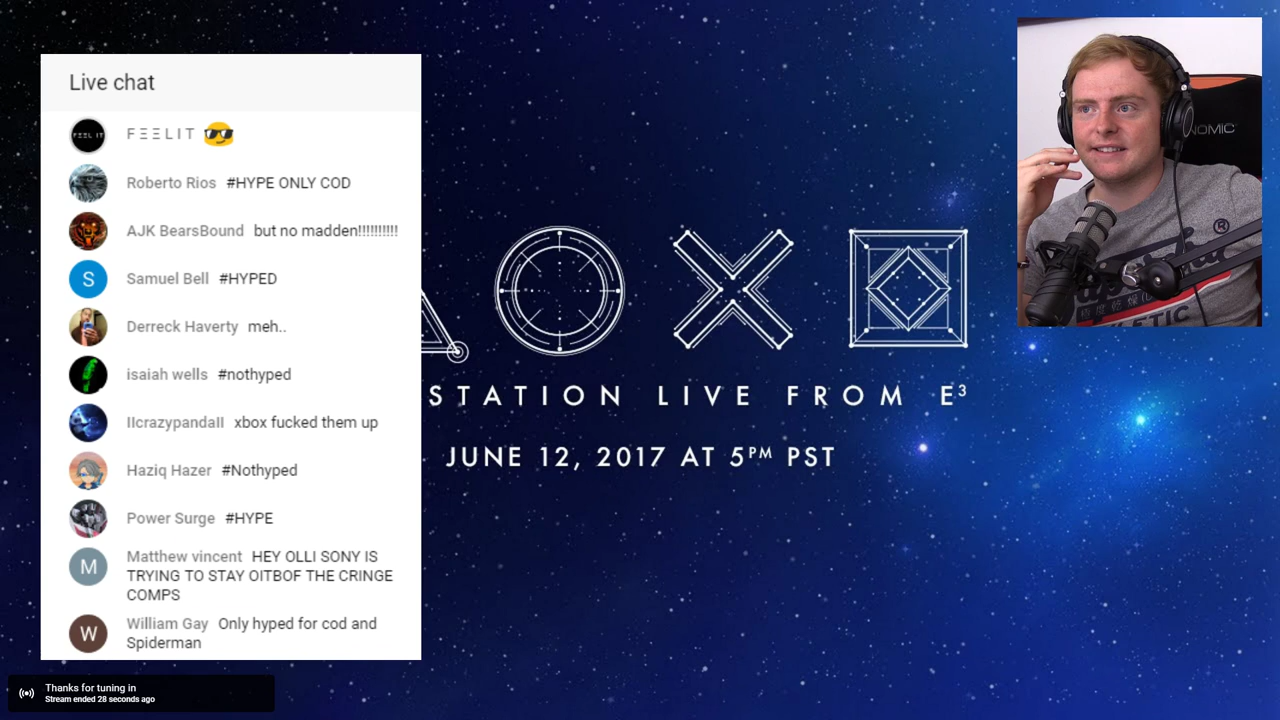 Live chat
F Ξ Ξ L I T 😎
Roberto Rios #HYPE ONLY COD
AJK BearsBound but no madden!!!!!!!!!!
S Samuel Bell #HYPED
Derreck Haverty meh..
isaiah wells #nothyped
IIcrazypandaII xbox fucked them up
Haziq Hazer #Nothyped
Power Surge #HYPE
M Matthew vincent HEY OLLI SONY IS
TRYING TO STAY OITBOF THE CRINGE
COMPS
W William Gay Only hyped for cod and
Spiderman
STATION LIVE FROM E³
JUNE 12, 2017 AT 5PM PST
NOMIC
®
Thanks for tuning in
Stream ended 28 seconds ago